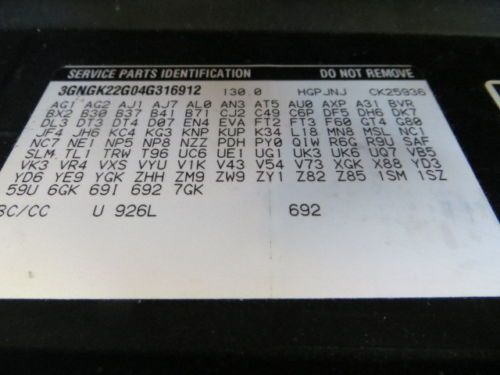 SERVICE PARTS IDENTIFICATION DO NOT REMOVE
3GNGK22G04G316912 130.0 HGPJNJ CK25936
AG1 AG2 AJ1 AJ7 AL0 AN3 AT5 AU0 AXP A31 BVR
BX2 B30 B37 B41 B71 CJ2 C49 C6P DF5 DH6 DK7
DL3 DT1 DT4 D07 EN4 EVA FT2 FT3 F60 GT4 G80
JF4 JH6 KC4 KG3 KNP KUP K34 L18 MN8 MSL NC1
NC7 NE1 NP5 NP8 NZZ PDH PY0 Q1W R6G R9U SAF
SLM TL1 TRW T96 UC6 UE1 UG1 UK3 UK6 UQ7 VB5
VK3 VR4 VXS VYU V1K V43 V54 V73 XGK X88 YD3
YD6 YE9 YGK ZHH ZM9 ZW9 ZY1 Z82 Z85 1SM 1SZ
59U 6GK 691 692 7GK
BC/CC U 926L 692